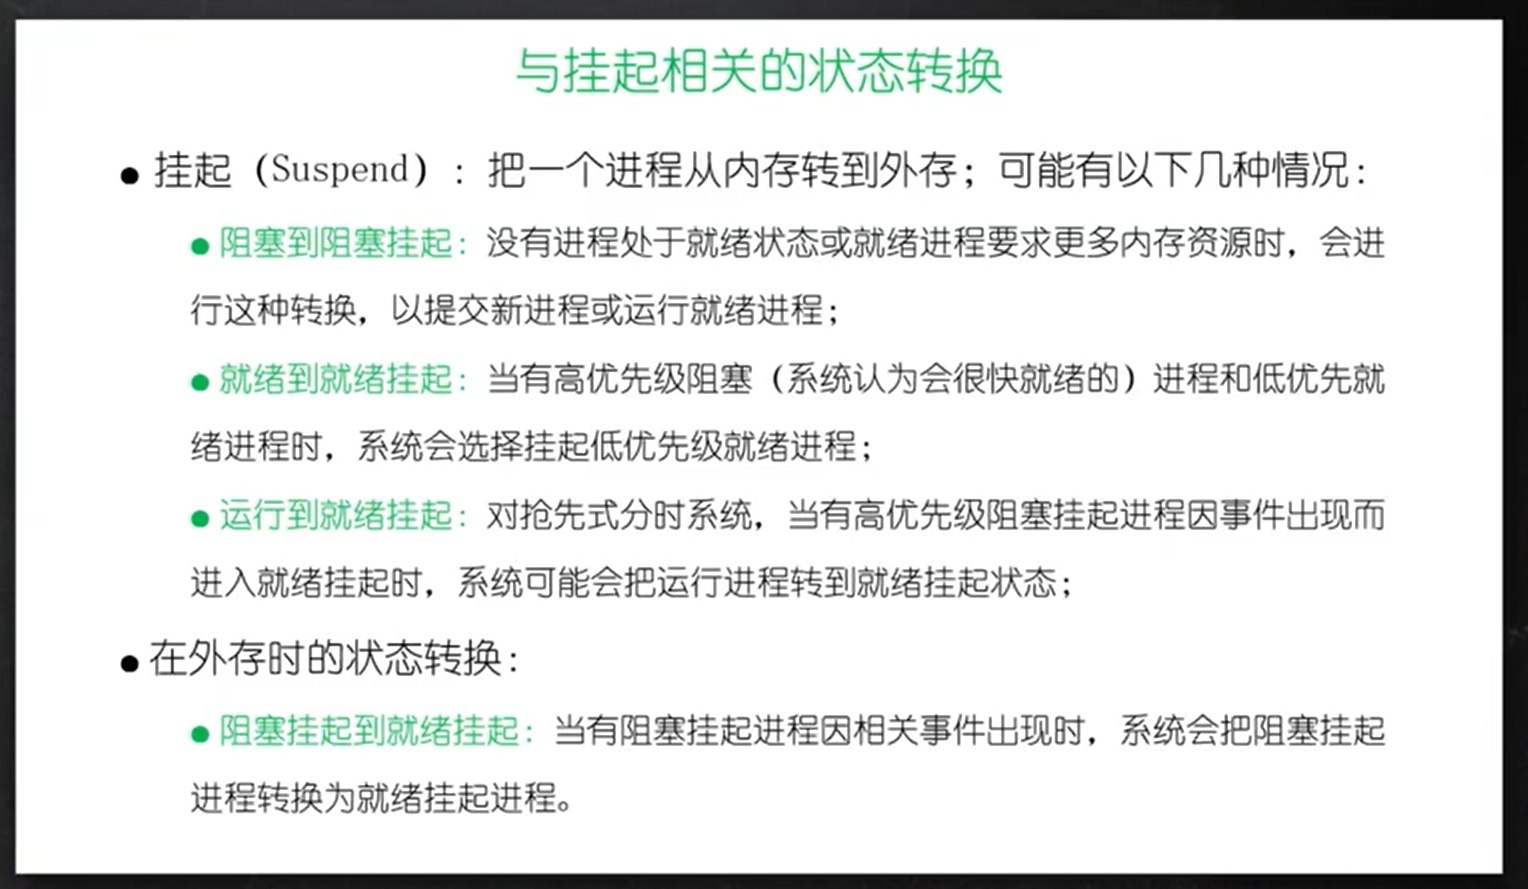 与挂起相关的状态转换
● 挂起（Suspend）：把一个进程从内存转到外存；可能有以下几种情况：
● 阻塞到阻塞挂起：没有进程处于就绪状态或就绪进程要求更多内存资源时，会进
行这种转换，以提交新进程或运行就绪进程；
● 就绪到就绪挂起：当有高优先级阻塞（系统认为会很快就绪的）进程和低优先就
绪进程时，系统会选择挂起低优先级就绪进程；
● 运行到就绪挂起：对抢先式分时系统，当有高优先级阻塞挂起进程因事件出现而
进入就绪挂起时，系统可能会把运行进程转到就绪挂起状态；
● 在外存时的状态转换：
● 阻塞挂起到就绪挂起：当有阻塞挂起进程因相关事件出现时，系统会把阻塞挂起
进程转换为就绪挂起进程。